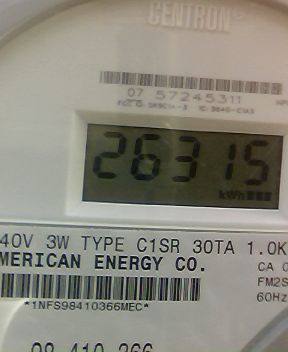 CENTRON
07 57245311
26315
kWh
40V 3W TYPE C1SR 30TA 1.0K
MERICAN ENERGY CO.
CA 0
FM2S
*1NFS98410366MEC*
60Hz
98 410 366